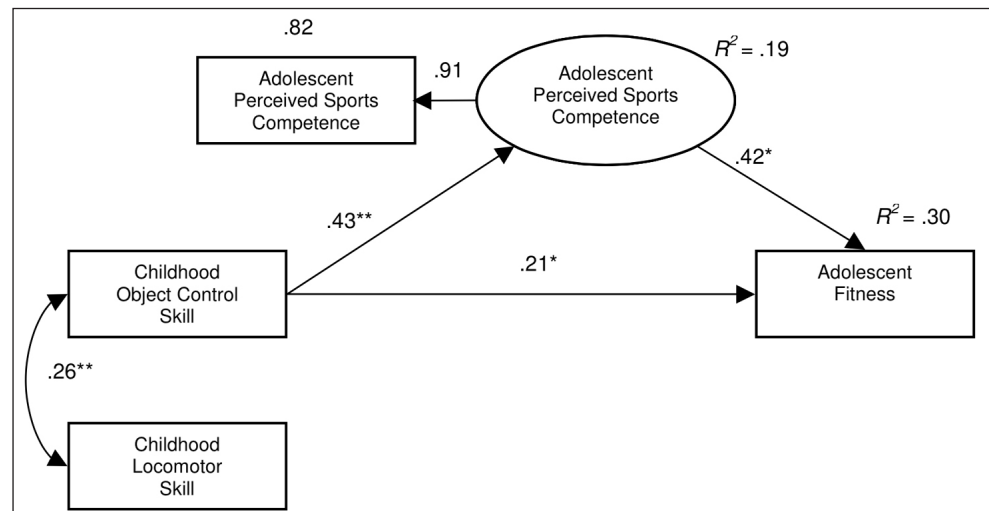 .82
Adolescent
Perceived Sports
Competence
.91
Adolescent
Perceived Sports
Competence
R² = .19
.42*
.43**
R² = .30
.21*
Childhood
Object Control
Skill
Adolescent
Fitness
.26**
Childhood
Locomotor
Skill